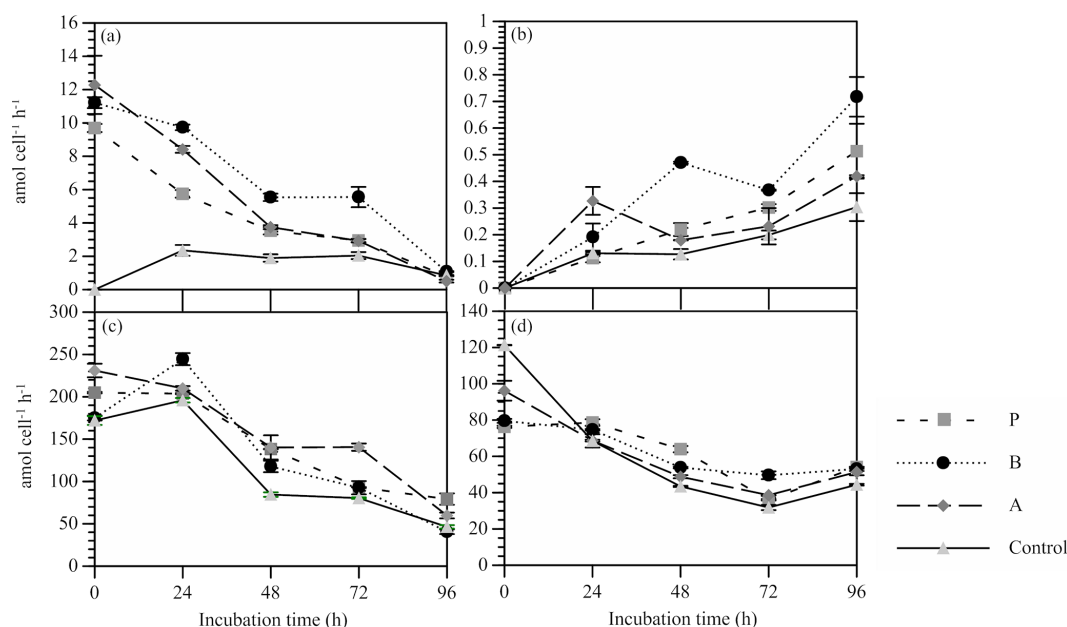 (a)
amol cell⁻¹ h⁻¹
16
14
12
10
8
6
4
2
0
(b)
1
0.9
0.8
0.7
0.6
0.5
0.4
0.3
0.2
0.1
0
(c)
amol cell⁻¹ h⁻¹
300
250
200
150
100
50
0
0 24 48 72 96
Incubation time (h)
(d)
140
120
100
80
60
40
20
0
0 24 48 72 96
Incubation time (h)
P
B
A
Control